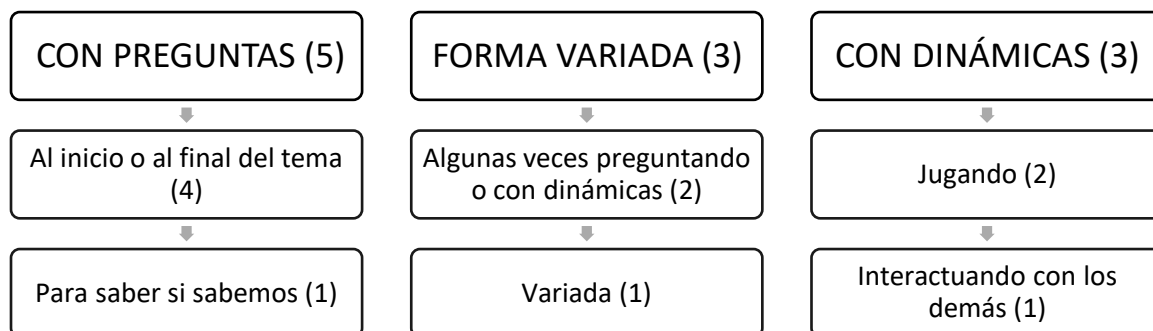 CON PREGUNTAS (5)
Al inicio o al final del tema
(4)
Para saber si sabemos (1)
FORMA VARIADA (3)
Algunas veces preguntando
o con dinámicas (2)
Variada (1)
CON DINÁMICAS (3)
Jugando (2)
Interactuando con los
demás (1)